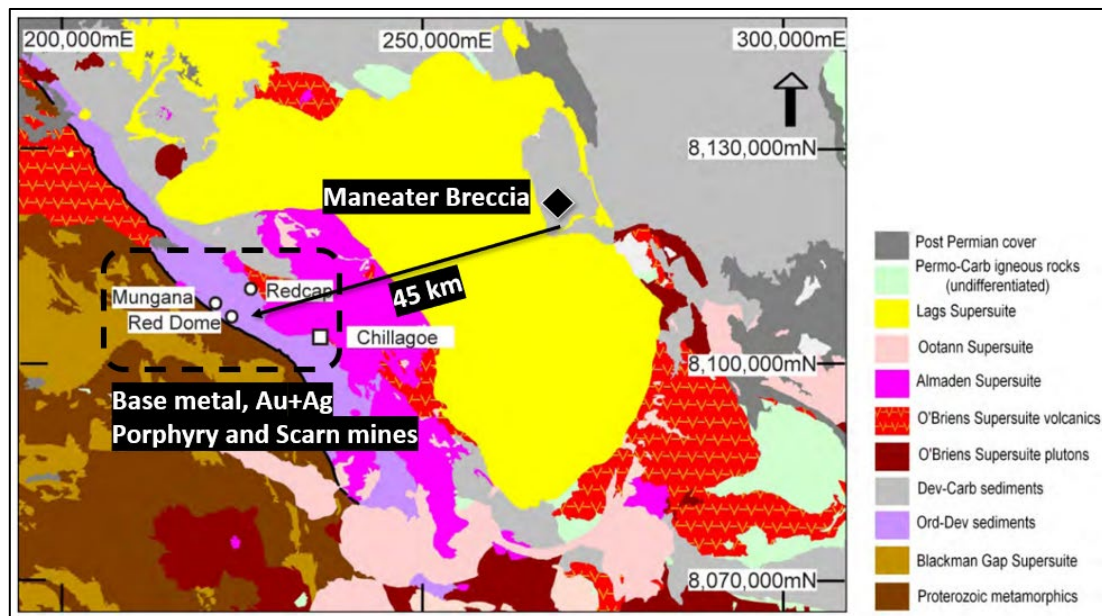 200,000mE
250,000mE
300,000mE
8,130,000mN
Maneater Breccia
45 km
Redcap
Mungana
Red Dome
Chillagoe
8,100,000mN
Base metal, Au+Ag
Porphyry and Scarn mines
8,070,000mN
Post Permian cover
Permo-Carb igneous rocks
(undifferentiated)
Lags Supersuite
Ootann Supersuite
Almaden Supersuite
O'Briens Supersuite volcanics
O'Briens Supersuite plutons
Dev-Carb sediments
Ord-Dev sediments
Blackman Gap Supersuite
Proterozoic metamorphics